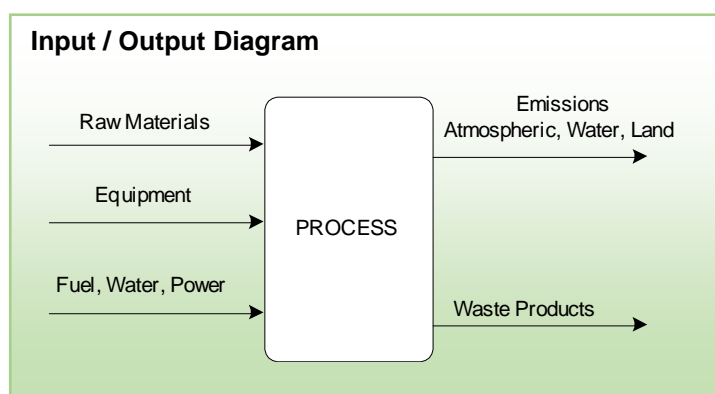 Input / Output Diagram
Raw Materials
Equipment
Fuel, Water, Power
PROCESS
Emissions
Atmospheric, Water, Land
Waste Products